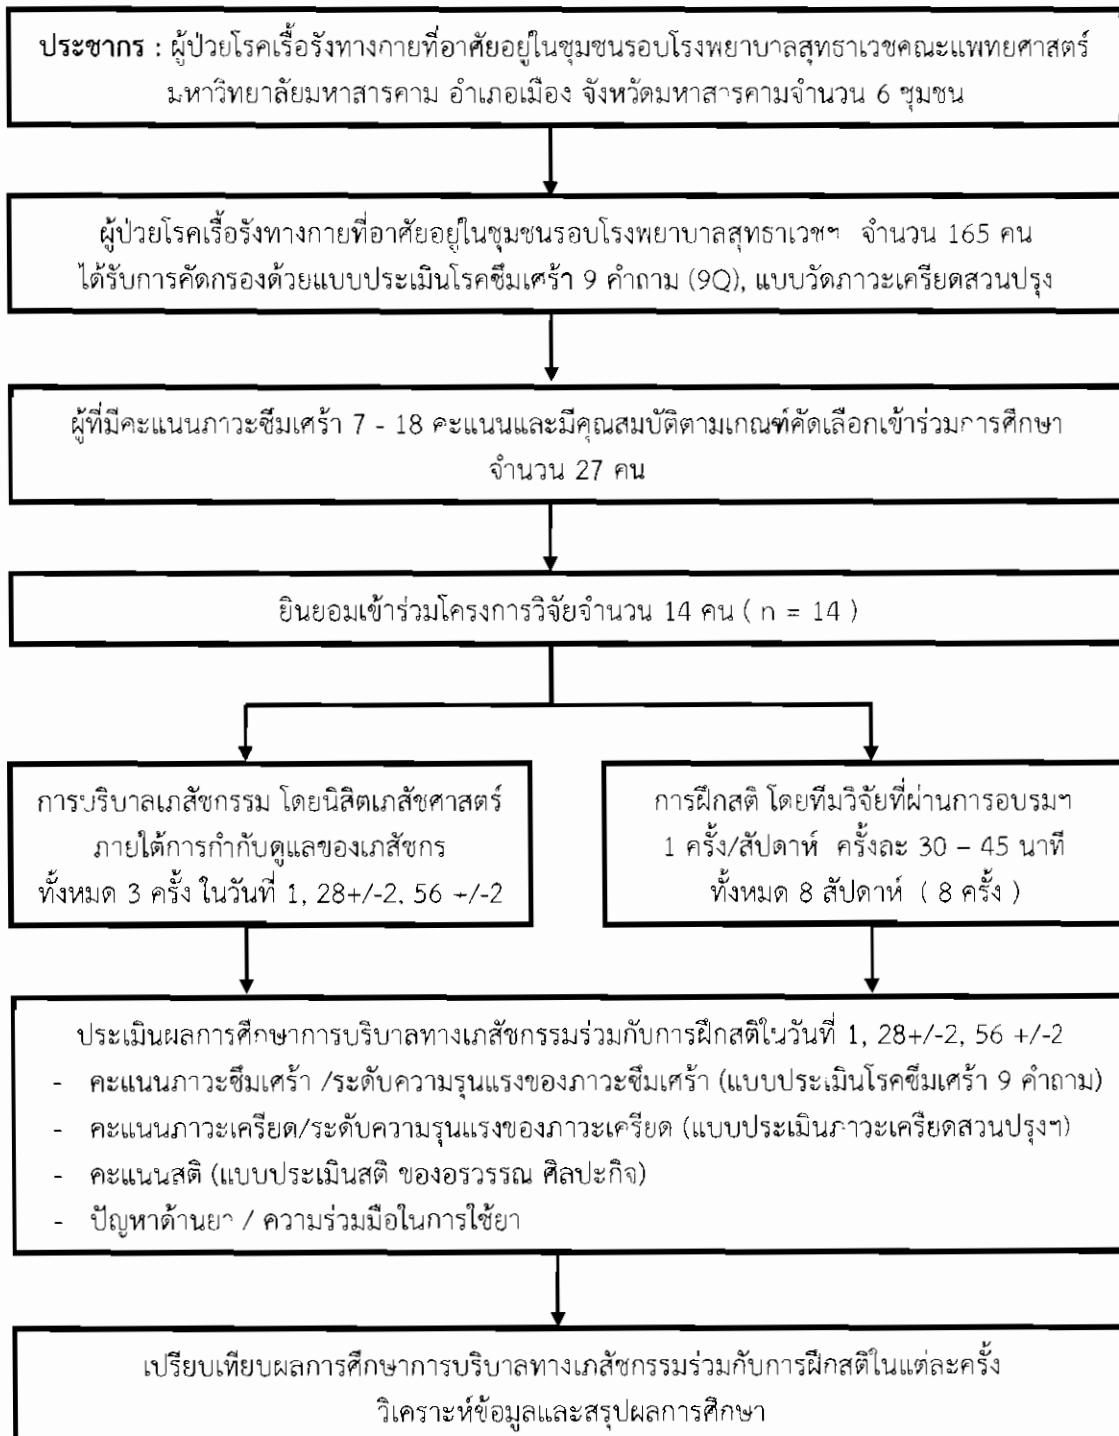 ประชากร : ผู้ป่วยโรคเรื้อรังทางกายที่อาศัยอยู่ในชุมชนรอบโรงพยาบาลสุทธาเวชคณะแพทยศาสตร์
มหาวิทยาลัยมหาสารคาม อำเภอเมือง จังหวัดมหาสารคามจำนวน 6 ชุมชน
ผู้ป่วยโรคเรื้อรังทางกายที่อาศัยอยู่ในชุมชนรอบโรงพยาบาลสุทธาเวชฯ จำนวน 165 คน
ได้รับการคัดกรองด้วยแบบประเมินโรคซึมเศร้า 9 คำถาม (9Q), แบบวัดภาวะเครียดสวนปรุง
ผู้ที่มีคะแนนภาวะซึมเศร้า 7 - 18 คะแนนและมีคุณสมบัติตามเกณฑ์คัดเลือกเข้าร่วมการศึกษา
จำนวน 27 คน
ยินยอมเข้าร่วมโครงการวิจัยจำนวน 14 คน ( n = 14 )
การบริบาลเภสัชกรรม โดยนิสิตเภสัชศาสตร์
ภายใต้การกำกับดูแลของเภสัชกร
ทั้งหมด 3 ครั้ง ในวันที่ 1, 28+/-2, 56 +/-2
การฝึกสติ โดยทีมวิจัยที่ผ่านการอบรมฯ
1 ครั้ง/สัปดาห์ ครั้งละ 30 – 45 นาที
ทั้งหมด 8 สัปดาห์ ( 8 ครั้ง )
ประเมินผลการศึกษาการบริบาลทางเภสัชกรรมร่วมกับการฝึกสติในวันที่ 1, 28+/-2, 56 +/-2
- คะแนนภาวะซึมเศร้า /ระดับความรุนแรงของภาวะซึมเศร้า (แบบประเมินโรคซึมเศร้า 9 คำถาม)
- คะแนนภาวะเครียด/ระดับความรุนแรงของภาวะเครียด (แบบประเมินภาวะเครียดสวนปรุงฯ)
- คะแนนสติ (แบบประเมินสติ ของอรวรรณ ศิลปะกิจ)
- ปัญหาด้านยา / ความร่วมมือในการใช้ยา
เปรียบเทียบผลการศึกษาการบริบาลทางเภสัชกรรมร่วมกับการฝึกสติในแต่ละครั้ง
วิเคราะห์ข้อมูลและสรุปผลการศึกษา